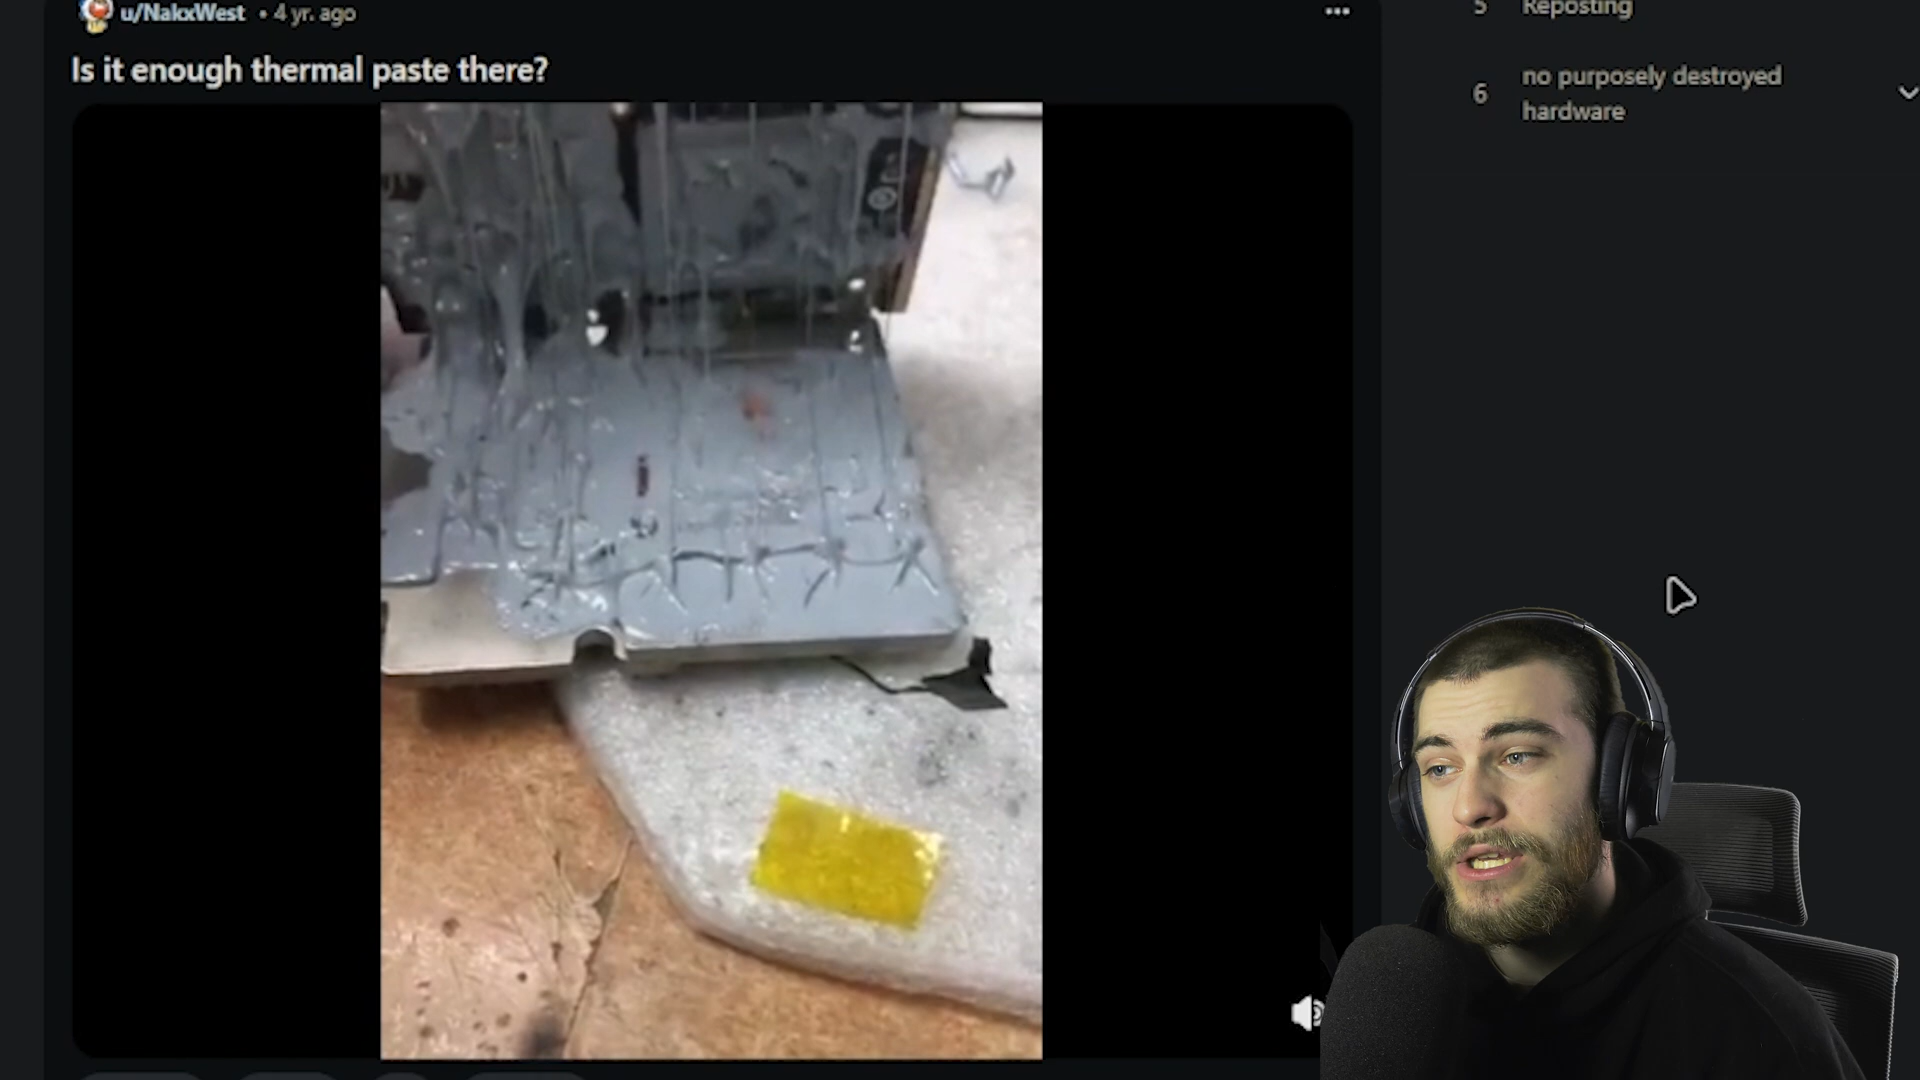 u/NakxWest • 4 yr. ago
Is it enough thermal paste there?
5 Reposting
6 no purposely destroyed
hardware